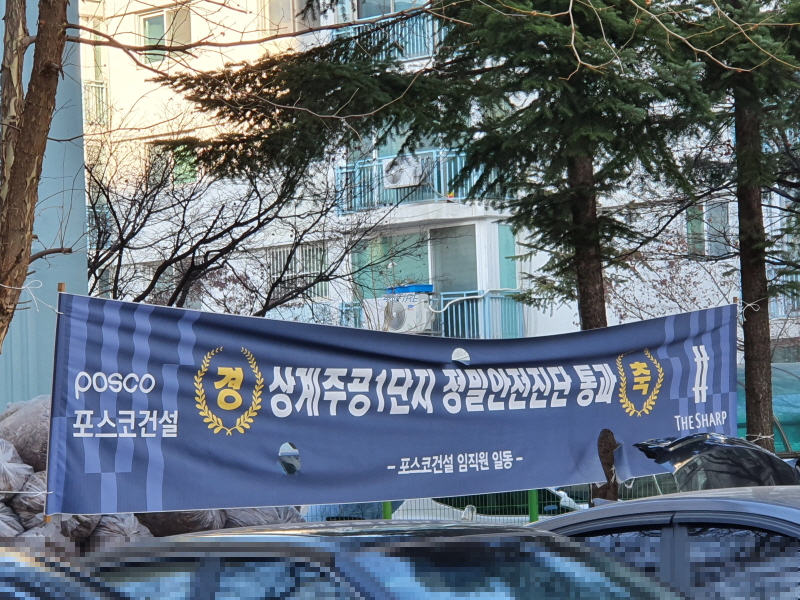 posco
포스코건설
경 상계주공1단지 정밀안전진단 통과 축
- 포스코건설 임직원 일동 -
THE SHARP